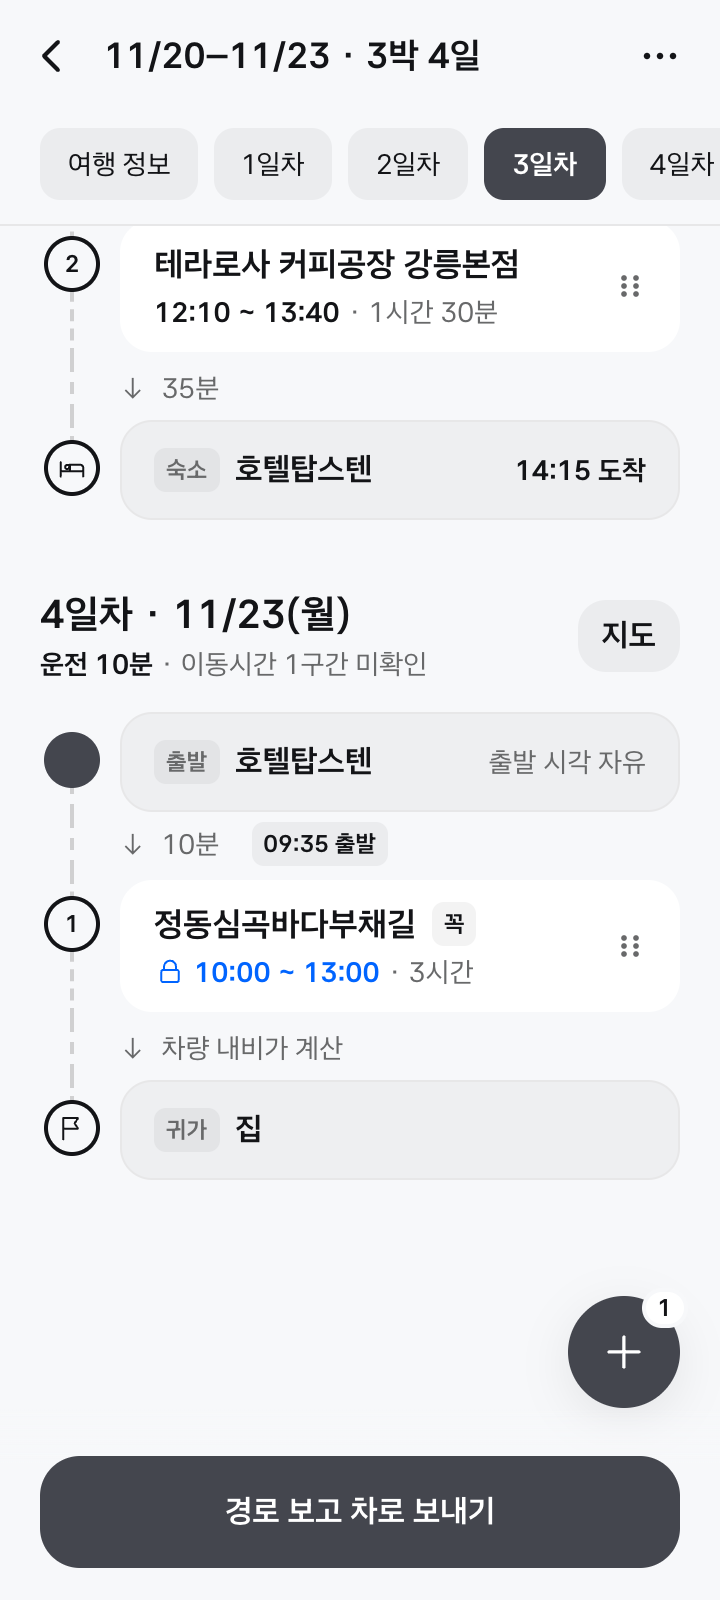 11/20–11/23 · 3박 4일
여행 정보
1일차
2일차
3일차
4일차
2
테라로사 커피공장 강릉본점
12:10 ~ 13:40 · 1시간 30분
35분
숙소 호텔탑스텐 14:15 도착
4일차 · 11/23(월)
지도
운전 10분 · 이동시간 1구간 미확인
출발 호텔탑스텐 출발 시각 자유
10분 09:35 출발
1
정동심곡바다부채길 꼭
10:00 ~ 13:00 · 3시간
차량 내비가 계산
귀가 집
1
경로 보고 차로 보내기